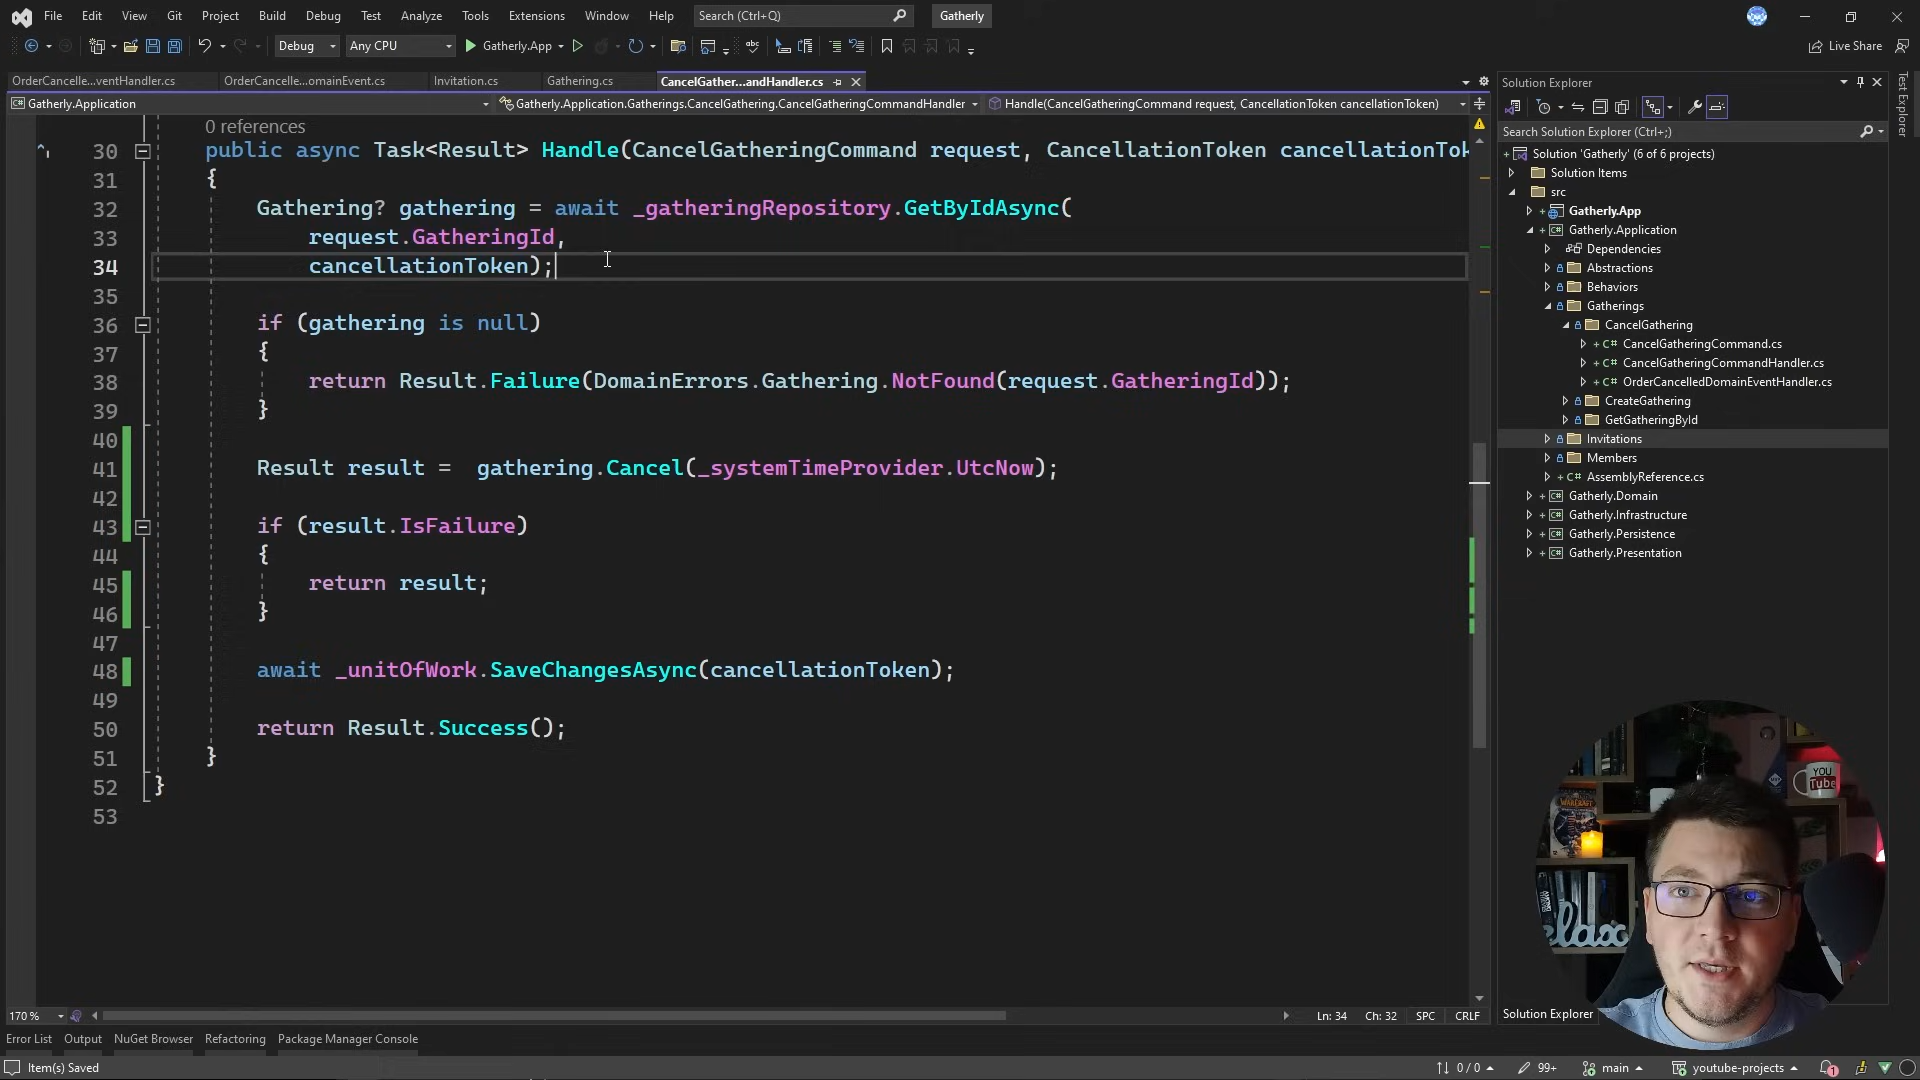 File Edit View Git Project Build Debug Test Analyze Tools Extensions Window Help Search (Ctrl+Q) Gatherly
Debug Any CPU Gatherly.App Live Share
OrderCancelle...ventHandler.cs OrderCancelle...omainEvent.cs Invitation.cs Gathering.cs CancelGather...andHandler.cs
Gatherly.Application Gatherly.Application.Gatherings.CancelGathering.CancelGatheringCommandHandler Handle(CancelGatheringCommand request, CancellationToken cancellationToken)
0 references
30 public async Task<Result> Handle(CancelGatheringCommand request, CancellationToken cancellationTok
31 {
32 Gathering? gathering = await _gatheringRepository.GetByIdAsync(
33 request.GatheringId,
34 cancellationToken);
35
36 if (gathering is null)
37 {
38 return Result.Failure(DomainErrors.Gathering.NotFound(request.GatheringId));
39 }
40
41 Result result =  gathering.Cancel(_systemTimeProvider.UtcNow);
42
43 if (result.IsFailure)
44 {
45 return result;
46 }
47
48 await _unitOfWork.SaveChangesAsync(cancellationToken);
49
50 return Result.Success();
51 }
52 }
53
170 % Ln: 34 Ch: 32 SPC CRLF
Error List Output NuGet Browser Refactoring Package Manager Console
Item(s) Saved 0 / 0 99+ main youtube-projects 1
Solution Explorer
Search Solution Explorer (Ctrl+;)
Solution 'Gatherly' (6 of 6 projects)
Solution Items
src
Gatherly.App
Gatherly.Application
Dependencies
Abstractions
Behaviors
Gatherings
CancelGathering
CancelGatheringCommand.cs
CancelGatheringCommandHandler.cs
OrderCancelledDomainEventHandler.cs
CreateGathering
GetGatheringById
Invitations
Members
AssemblyReference.cs
Gatherly.Domain
Gatherly.Infrastructure
Gatherly.Persistence
Gatherly.Presentation
Solution Explorer
Test Explorer
YOU
Tube
WARCRAFT
elax